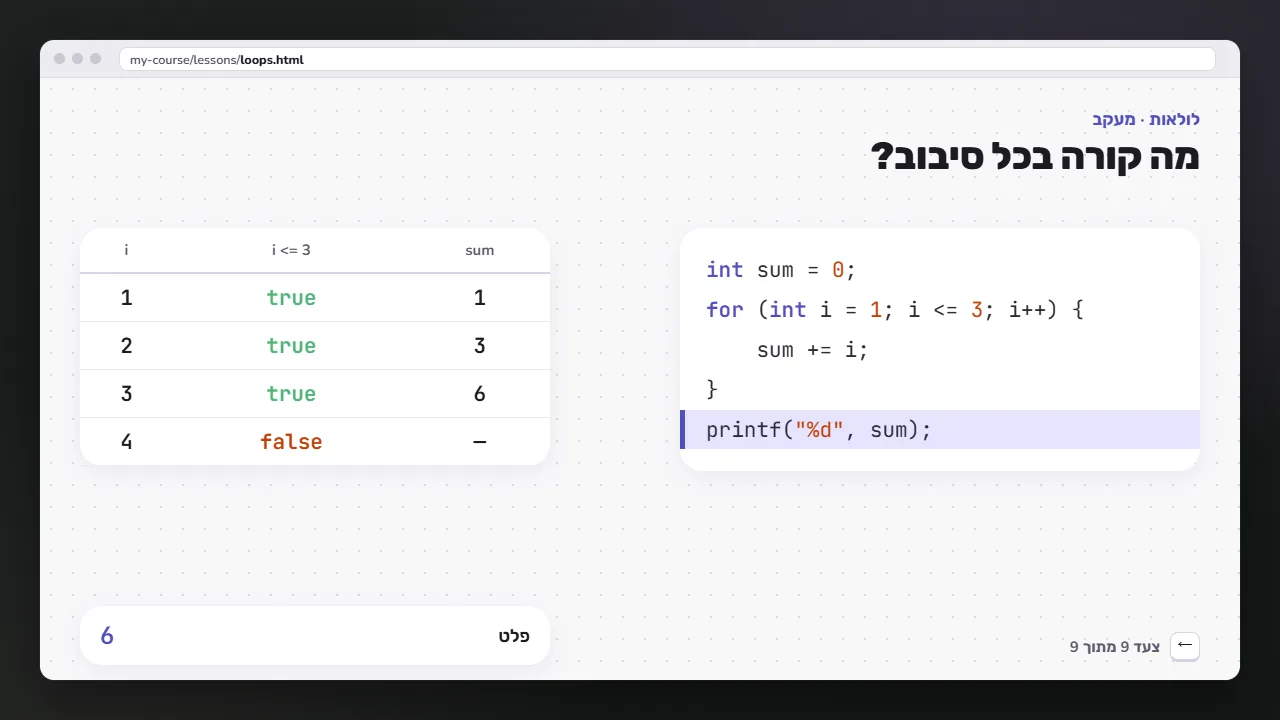 my-course/lessons/loops.html
לולאות · מעקב
מה קורה בכל סיבוב?
int sum = 0;
for (int i = 1; i <= 3; i++) {
    sum += i;
}
printf("%d", sum);
i i <= 3 sum
1 true 1
2 true 3
3 true 6
4 false –
פלט 6
← צעד 9 מתוך 9